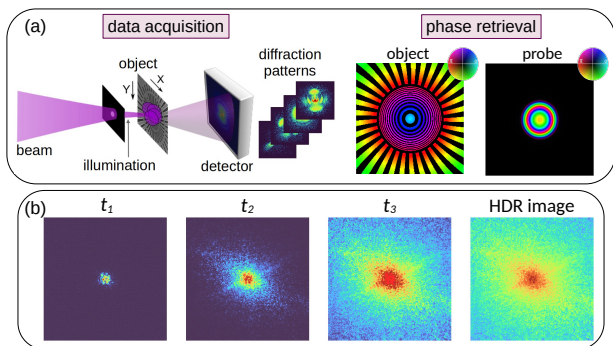 (a)
data acquisition
phase retrieval
object
diffraction
patterns
Y
X
beam
illumination
detector
object
probe
(b)
t1
t2
t3
HDR image